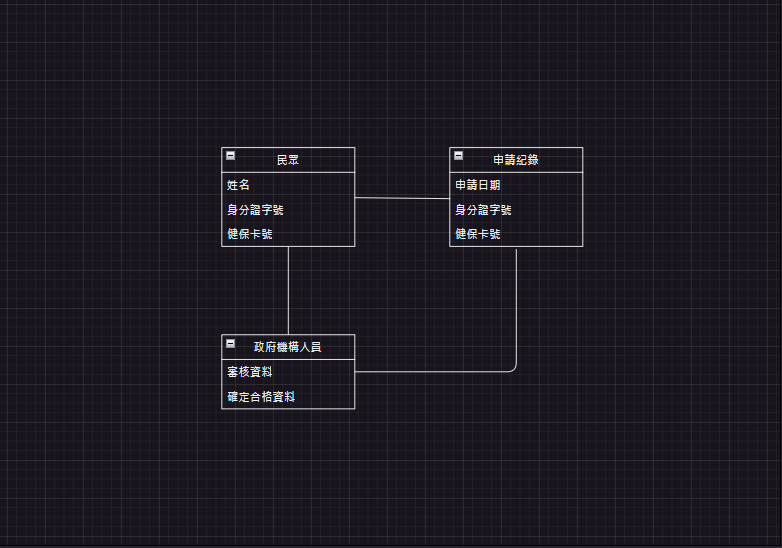 民眾
姓名
身分證字號
健保卡號
申請紀錄
申請日期
身分證字號
健保卡號
政府機構人員
審核資料
確定合格資料